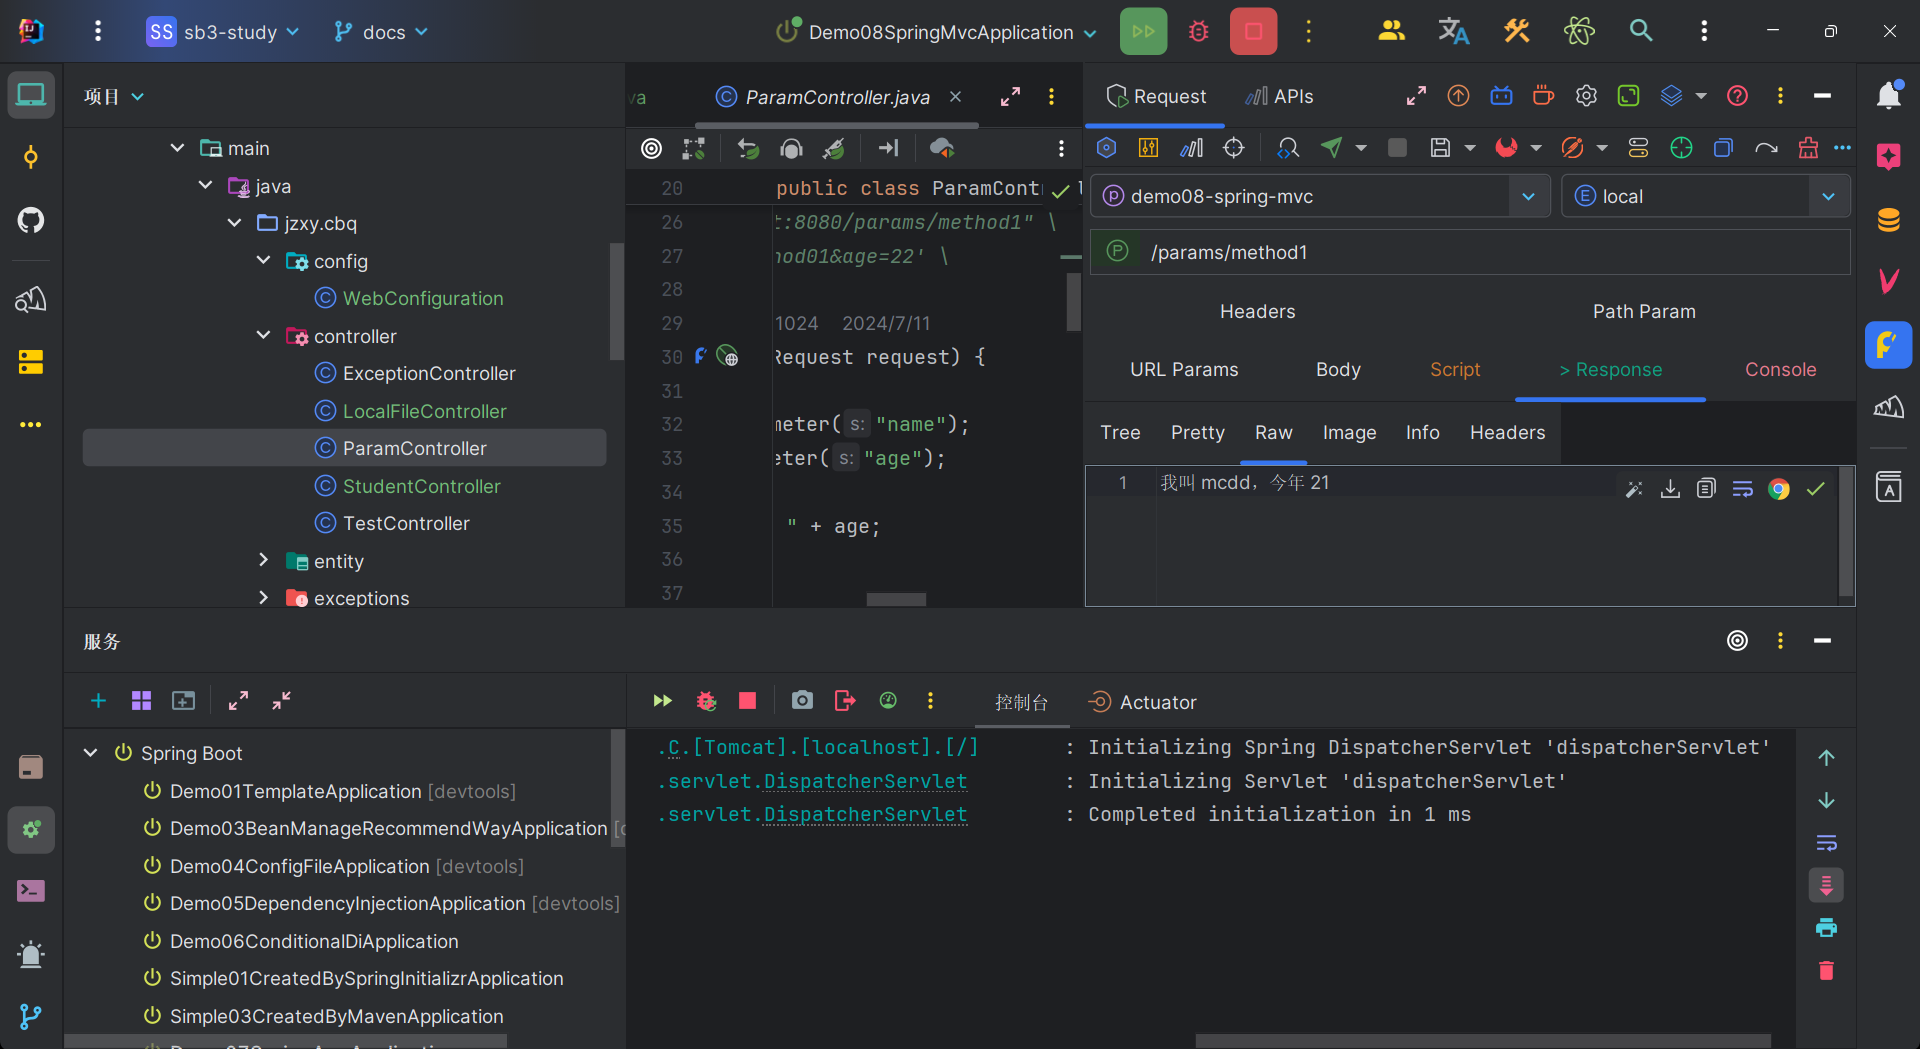 SS sb3-study docs Demo08SpringMvcApplication
项目
main
java
jzxy.cbq
config
WebConfiguration
controller
ExceptionController
LocalFileController
ParamController
StudentController
TestController
entity
exceptions
va ParamController.java
20 public class ParamContr
26 t:8080/params/method1" \
27 hod01&age=22' \
28
29 1024 2024/7/11
30 Request request) {
31
32 meter( s: "name");
33 eter( s: "age");
34
35 " + age;
36
37
Request APIs
demo08-spring-mvc local
/params/method1
Headers Path Param
URL Params Body Script > Response Console
Tree Pretty Raw Image Info Headers
1 我叫 mcdd，今年 21
服务
控制台 Actuator
Spring Boot
Demo01TemplateApplication [devtools]
Demo03BeanManageRecommendWayApplication [
Demo04ConfigFileApplication [devtools]
Demo05DependencyInjectionApplication [devtools]
Demo06ConditionalDiApplication
Simple01CreatedBySpringInitializrApplication
Simple03CreatedByMavenApplication
.C.[Tomcat].[localhost].[/] : Initializing Spring DispatcherServlet 'dispatcherServlet'
.servlet.DispatcherServlet : Initializing Servlet 'dispatcherServlet'
.servlet.DispatcherServlet : Completed initialization in 1 ms